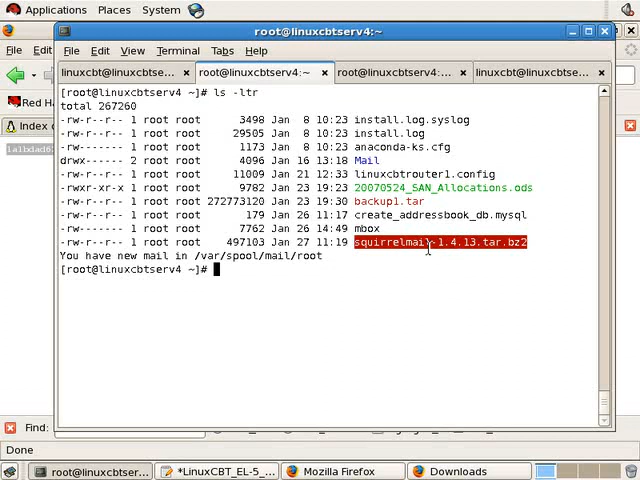 Applications Places System
root@linuxcbtserv4:~
File Edit
File Edit View Terminal Tabs Help
linuxcbt@linuxcbtse... root@linuxcbtserv4:~ root@linuxcbtserv4:... linuxcbt@linuxcbtse...
Red Ha
Index o
[root@linuxcbtserv4 ~]# ls -ltr
total 267260
-rw-r--r-- 1 root root 3498 Jan 8 10:23 install.log.syslog
-rw-r--r-- 1 root root 29505 Jan 8 10:23 install.log
-rw------- 1 root root 1173 Jan 8 10:23 anaconda-ks.cfg
drwx------ 2 root root 4096 Jan 16 13:18 Mail
-rw-r--r-- 1 root root 11009 Jan 21 12:33 linuxcbtrouter1.config
-rwxr-xr-x 1 root root 9782 Jan 23 19:23 20070524_SAN_Allocations.ods
-rw-r--r-- 1 root root 272773120 Jan 23 19:30 backup1.tar
-rw-r--r-- 1 root root 179 Jan 26 11:17 create_addressbook_db.mysql
-rw------- 1 root root 7762 Jan 26 14:49 mbox
-rw-r--r-- 1 root root 497103 Jan 27 11:19 squirrelmail-1.4.13.tar.bz2
You have new mail in /var/spool/mail/root
[root@linuxcbtserv4 ~]#
Find:
Done
root@linuxcbtser... *LinuxCBT_EL-5_... Mozilla Firefox Downloads